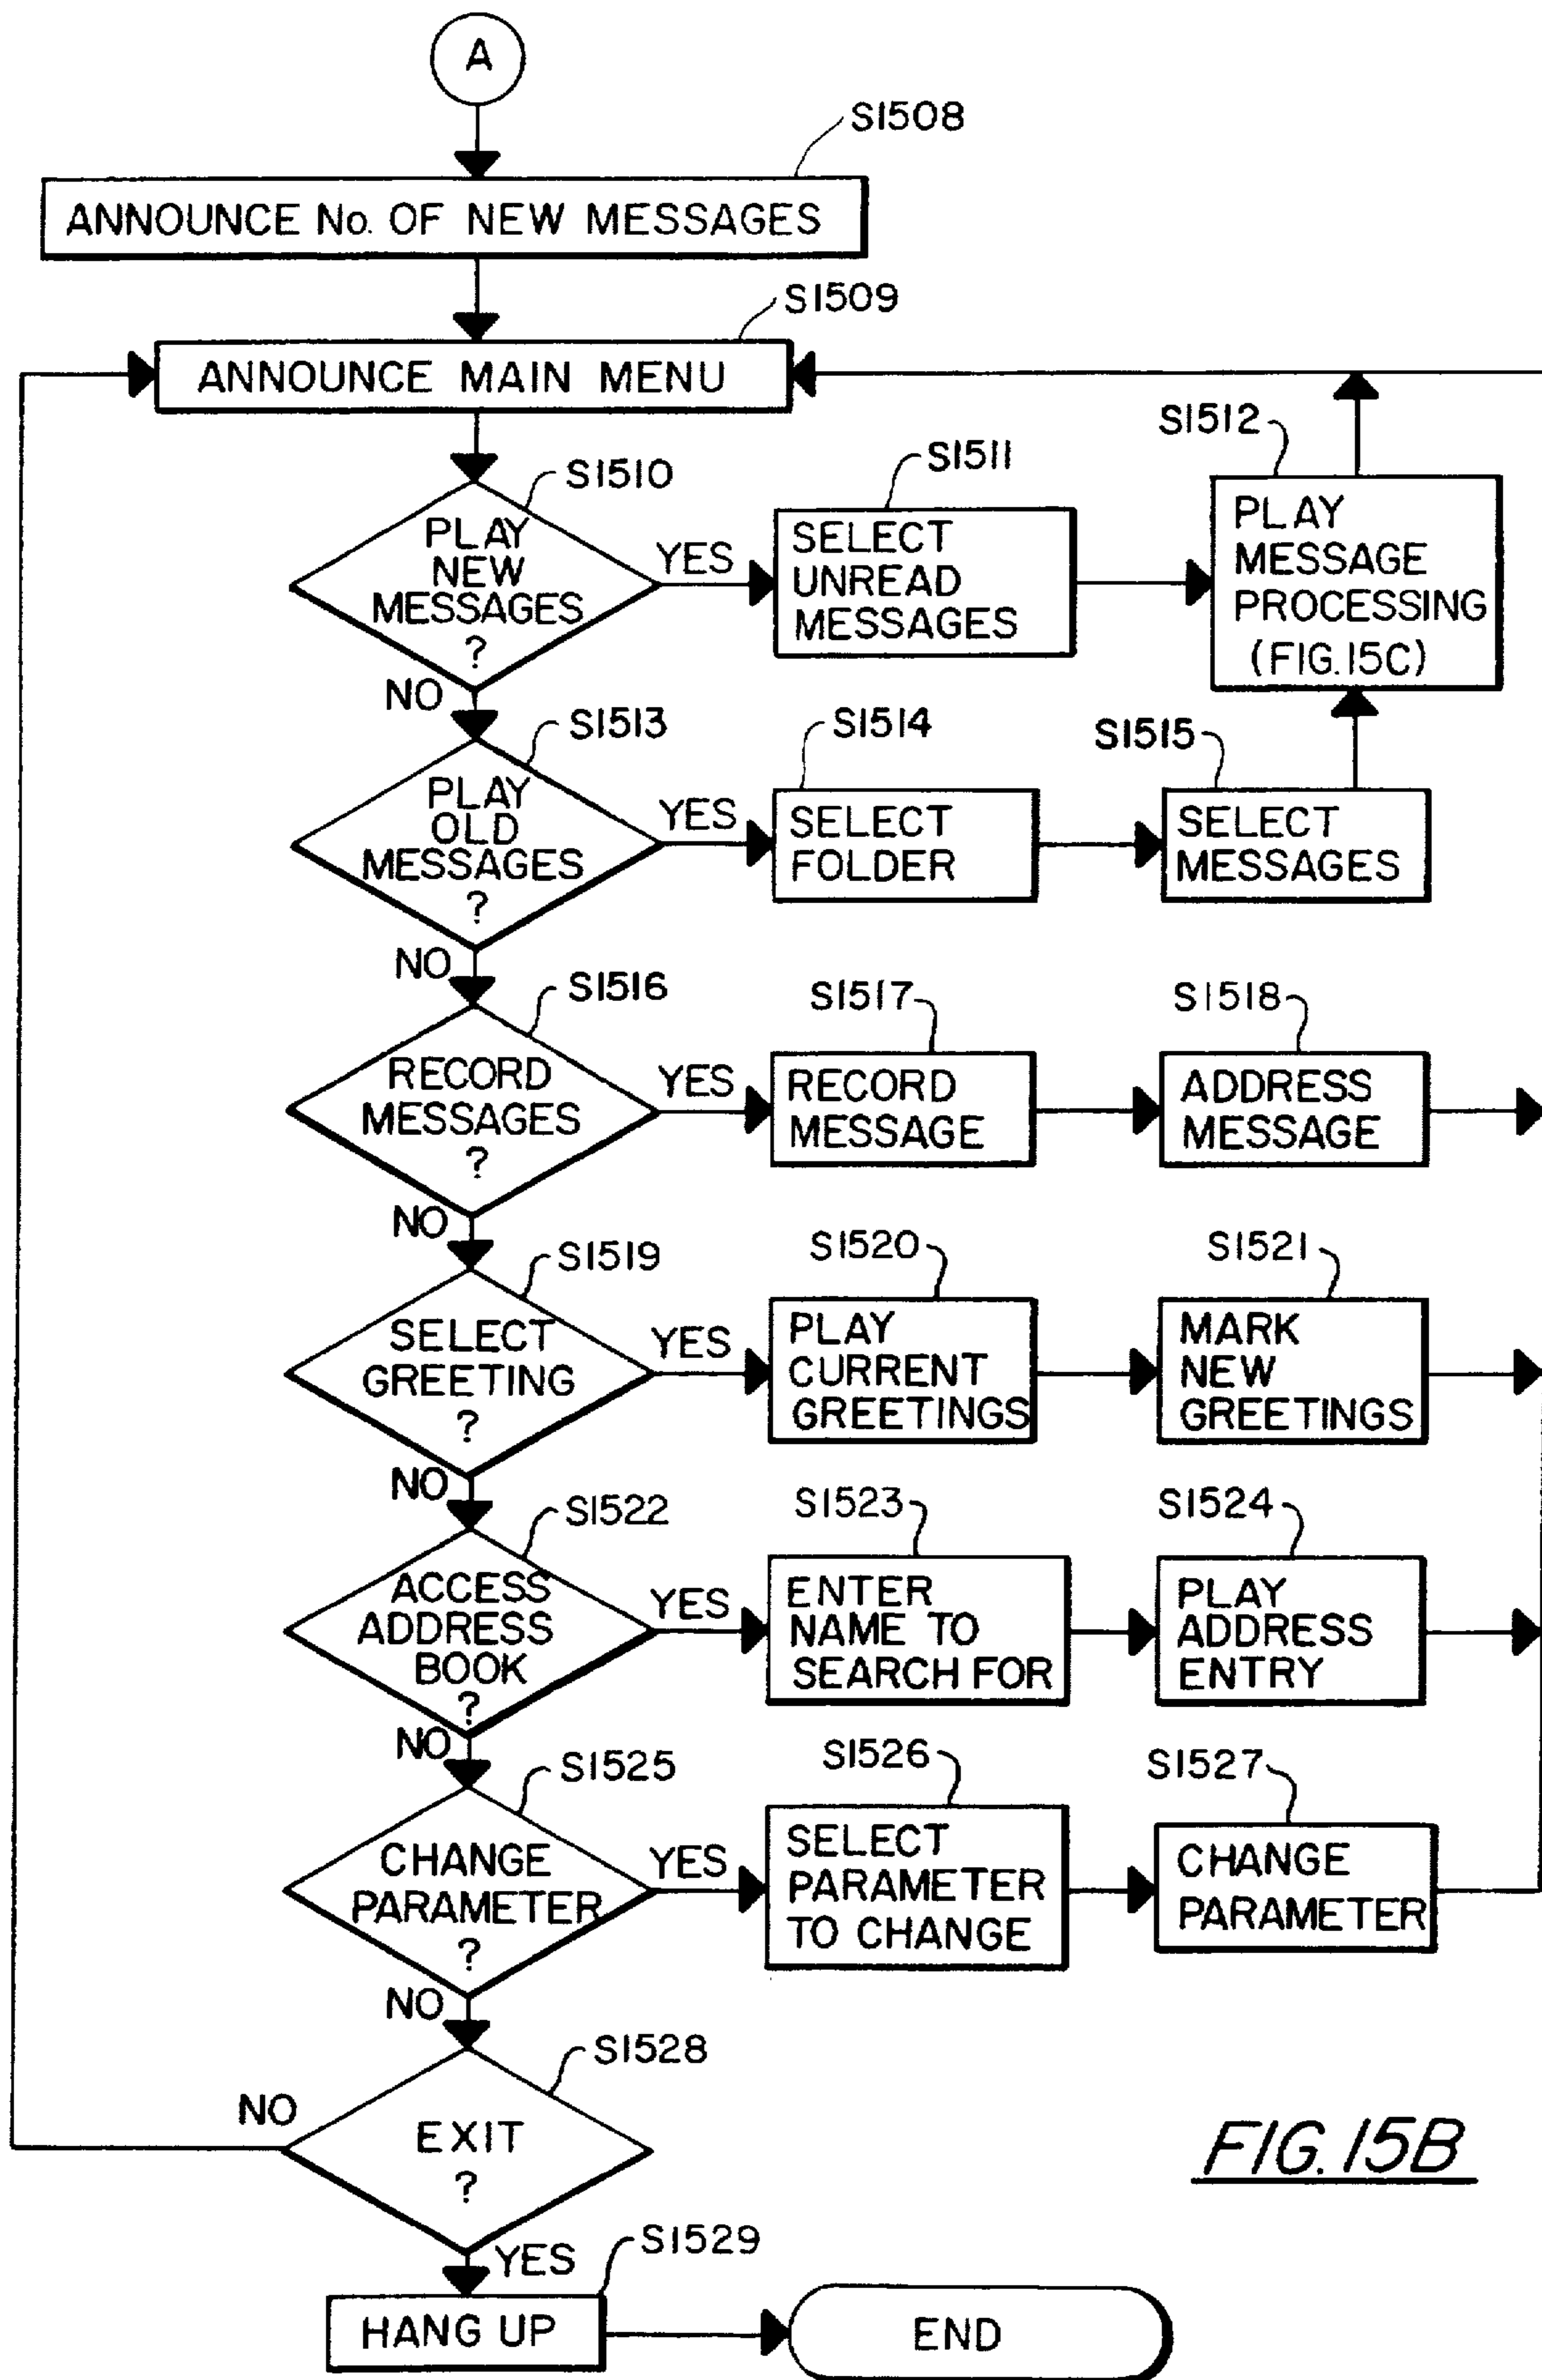 A
S1508
ANNOUNCE No. OF NEW MESSAGES
S1509
ANNOUNCE MAIN MENU
S1510
PLAY
NEW
MESSAGES
?
YES
NO
S1511
SELECT
UNREAD
MESSAGES
S1512
PLAY
MESSAGE
PROCESSING
(FIG.15C)
S1513
PLAY
OLD
MESSAGES
?
YES
NO
S1514
SELECT
FOLDER
S1515
SELECT
MESSAGES
S1516
RECORD
MESSAGES
?
YES
NO
S1517
RECORD
MESSAGE
S1518
ADDRESS
MESSAGE
S1519
SELECT
GREETING
?
YES
NO
S1520
PLAY
CURRENT
GREETINGS
S1521
MARK
NEW
GREETINGS
S1522
ACCESS
ADDRESS
BOOK
?
YES
NO
S1523
ENTER
NAME TO
SEARCH FOR
S1524
PLAY
ADDRESS
ENTRY
S1525
CHANGE
PARAMETER
?
YES
NO
S1526
SELECT
PARAMETER
TO CHANGE
S1527
CHANGE
PARAMETER
S1528
EXIT
?
NO
YES
S1529
HANG UP
END
FIG. 15B